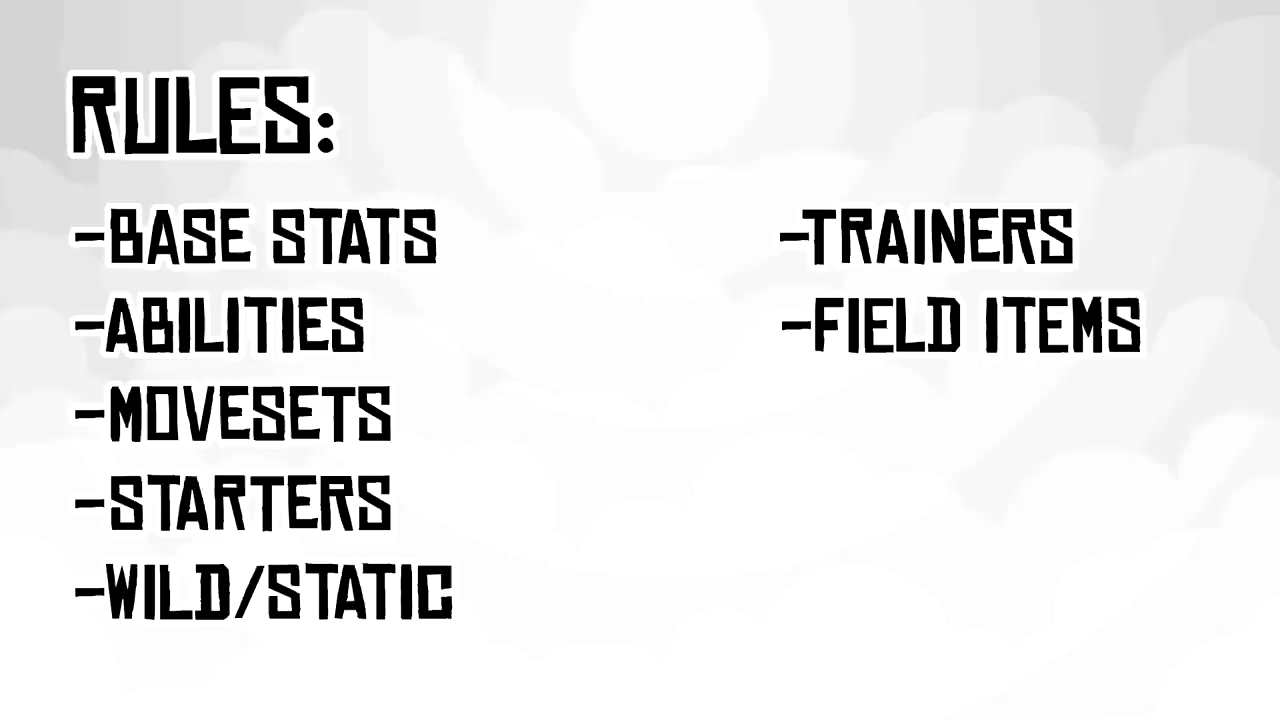 RULES:
-BASE STATS
-ABILITIES
-MOVESETS
-STARTERS
-WILD/STATIC
-TRAINERS
-FIELD ITEMS